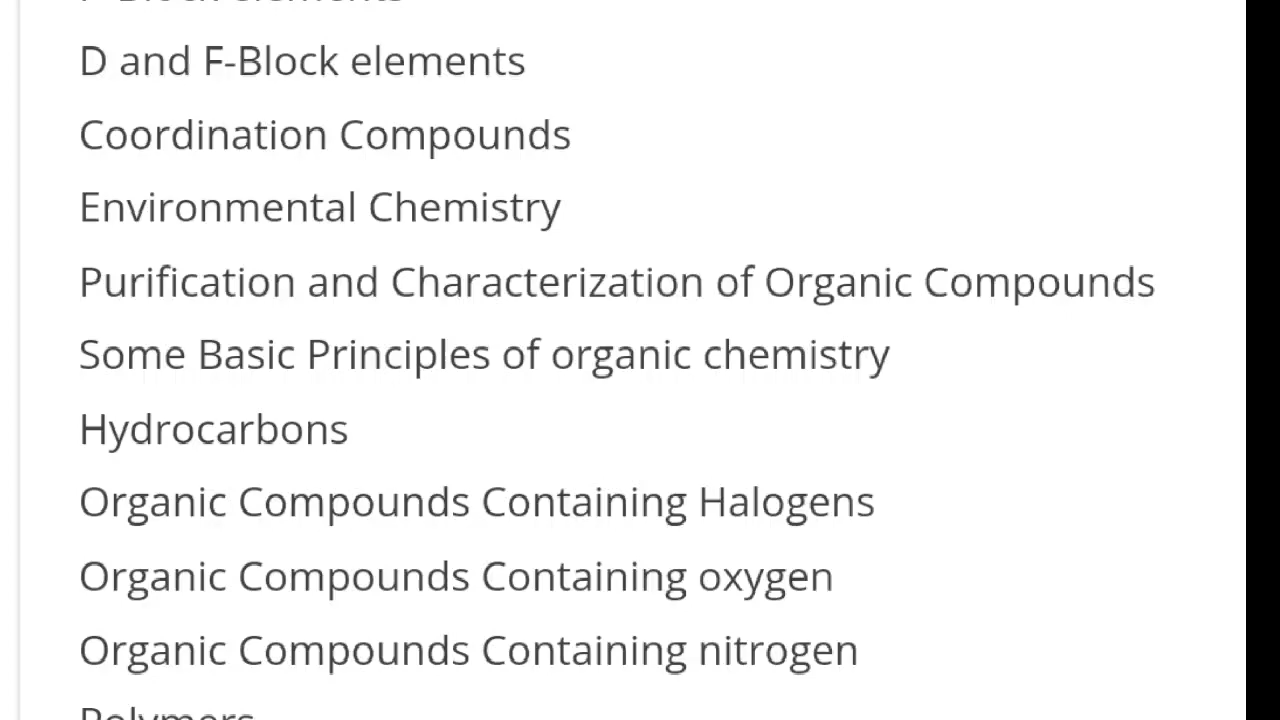 D and F-Block elements
Coordination Compounds
Environmental Chemistry
Purification and Characterization of Organic Compounds
Some Basic Principles of organic chemistry
Hydrocarbons
Organic Compounds Containing Halogens
Organic Compounds Containing oxygen
Organic Compounds Containing nitrogen
Polymers